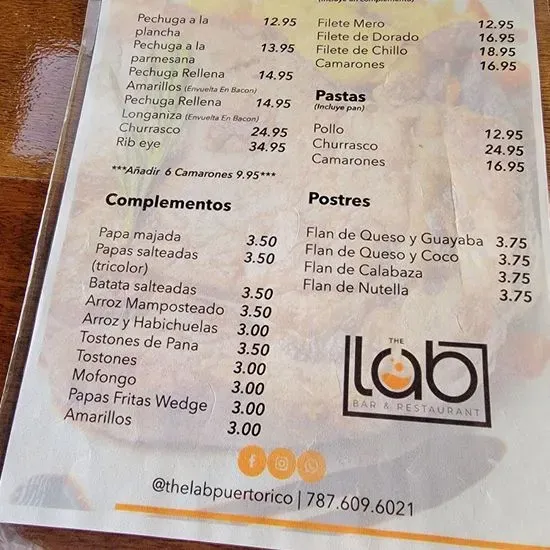 Pechuga a la
plancha 12.95
Pechuga a la
parmesana 13.95
Pechuga Rellena
Amarillos (Envuelta En Bacon) 14.95
Pechuga Rellena
Longaniza (Envuelta En Bacon) 14.95
Churrasco 24.95
Rib eye 34.95
***Añadir 6 Camarones 9.95***
Complementos
Papa majada 3.50
Papas salteadas
(tricolor) 3.50
Batata salteadas 3.50
Arroz Mamposteado 3.50
Arroz y Habichuelas 3.00
Tostones de Pana 3.50
Tostones 3.00
Mofongo 3.00
Papas Fritas Wedge 3.00
Amarillos 3.00
Filete Mero 12.95
Filete de Dorado 16.95
Filete de Chillo 18.95
Camarones 16.95
Pastas
(Incluye pan)
Pollo 12.95
Churrasco 24.95
Camarones 16.95
Postres
Flan de Queso y Guayaba 3.75
Flan de Queso y Coco 3.75
Flan de Calabaza 3.75
Flan de Nutella 3.75
THE
lab
BAR & RESTAURANT
@thelabpuertorico | 787.609.6021